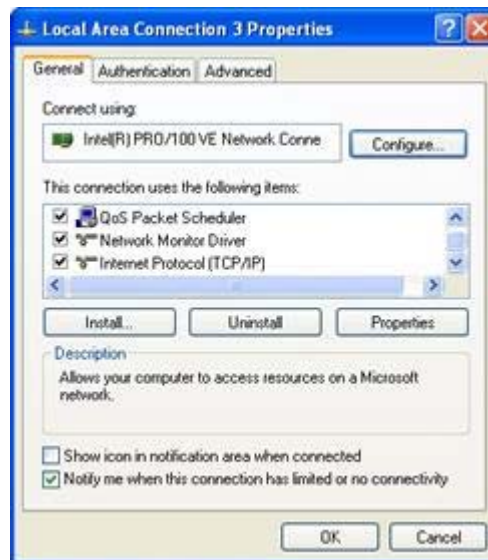 Local Area Connection 3 Properties
General Authentication Advanced
Connect using:
Intel(R) PRO/100 VE Network Conne
Configure...
This connection uses the following items:
QoS Packet Scheduler
Network Monitor Driver
Internet Protocol (TCP/IP)
Install... Uninstall Properties
Description
Allows your computer to access resources on a Microsoft
network.
Show icon in notification area when connected
Notify me when this connection has limited or no connectivity
OK Cancel